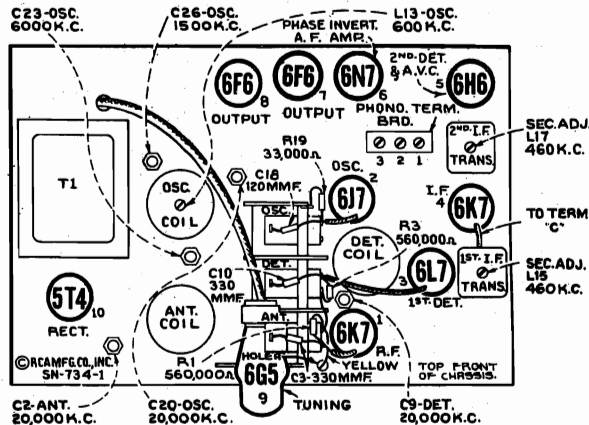 C23-OSC.
6000K.C.
C26-OSC.
1500K.C.
L13-OSC.
600K.C.
PHASE INVERT.
A.F. AMP.
2ND-DET.
& A.V.C.
6F6
8
OUTPUT
6F6
7
OUTPUT
6N7
6
5
6H6
PHONO. TERM.
BRD.
3 2 1
2ND I.F.
TRANS.
SEC.ADJ.
L17
460K.C.
T1
OSC.
COIL
R19
33,000Ω
C18
120MMF.
OSC.
2
6J7
OSC.
I.F.
4
6K7
TO TERM
"C"
DET.
COIL
R3
560,000Ω
DET.
C10
330
MMF.
3
6L7
1ST-DET.
1ST-I.F.
TRANS.
SEC.ADJ.
L15
460K.C.
5T4
10
RECT.
ANT.
COIL
ANT.
1
6K7
R.F.
YELLOW
R1
560,000Ω
HOLER
6G5
9
C3-330MMF.
TUNING
TOP FRONT
OF CHASSIS.
©RCA MFG.CO., INC.
SN-734-1
C2-ANT.
20,000K.C.
C20-OSC.
20,000K.C.
C9-DET.
20,000K.C.